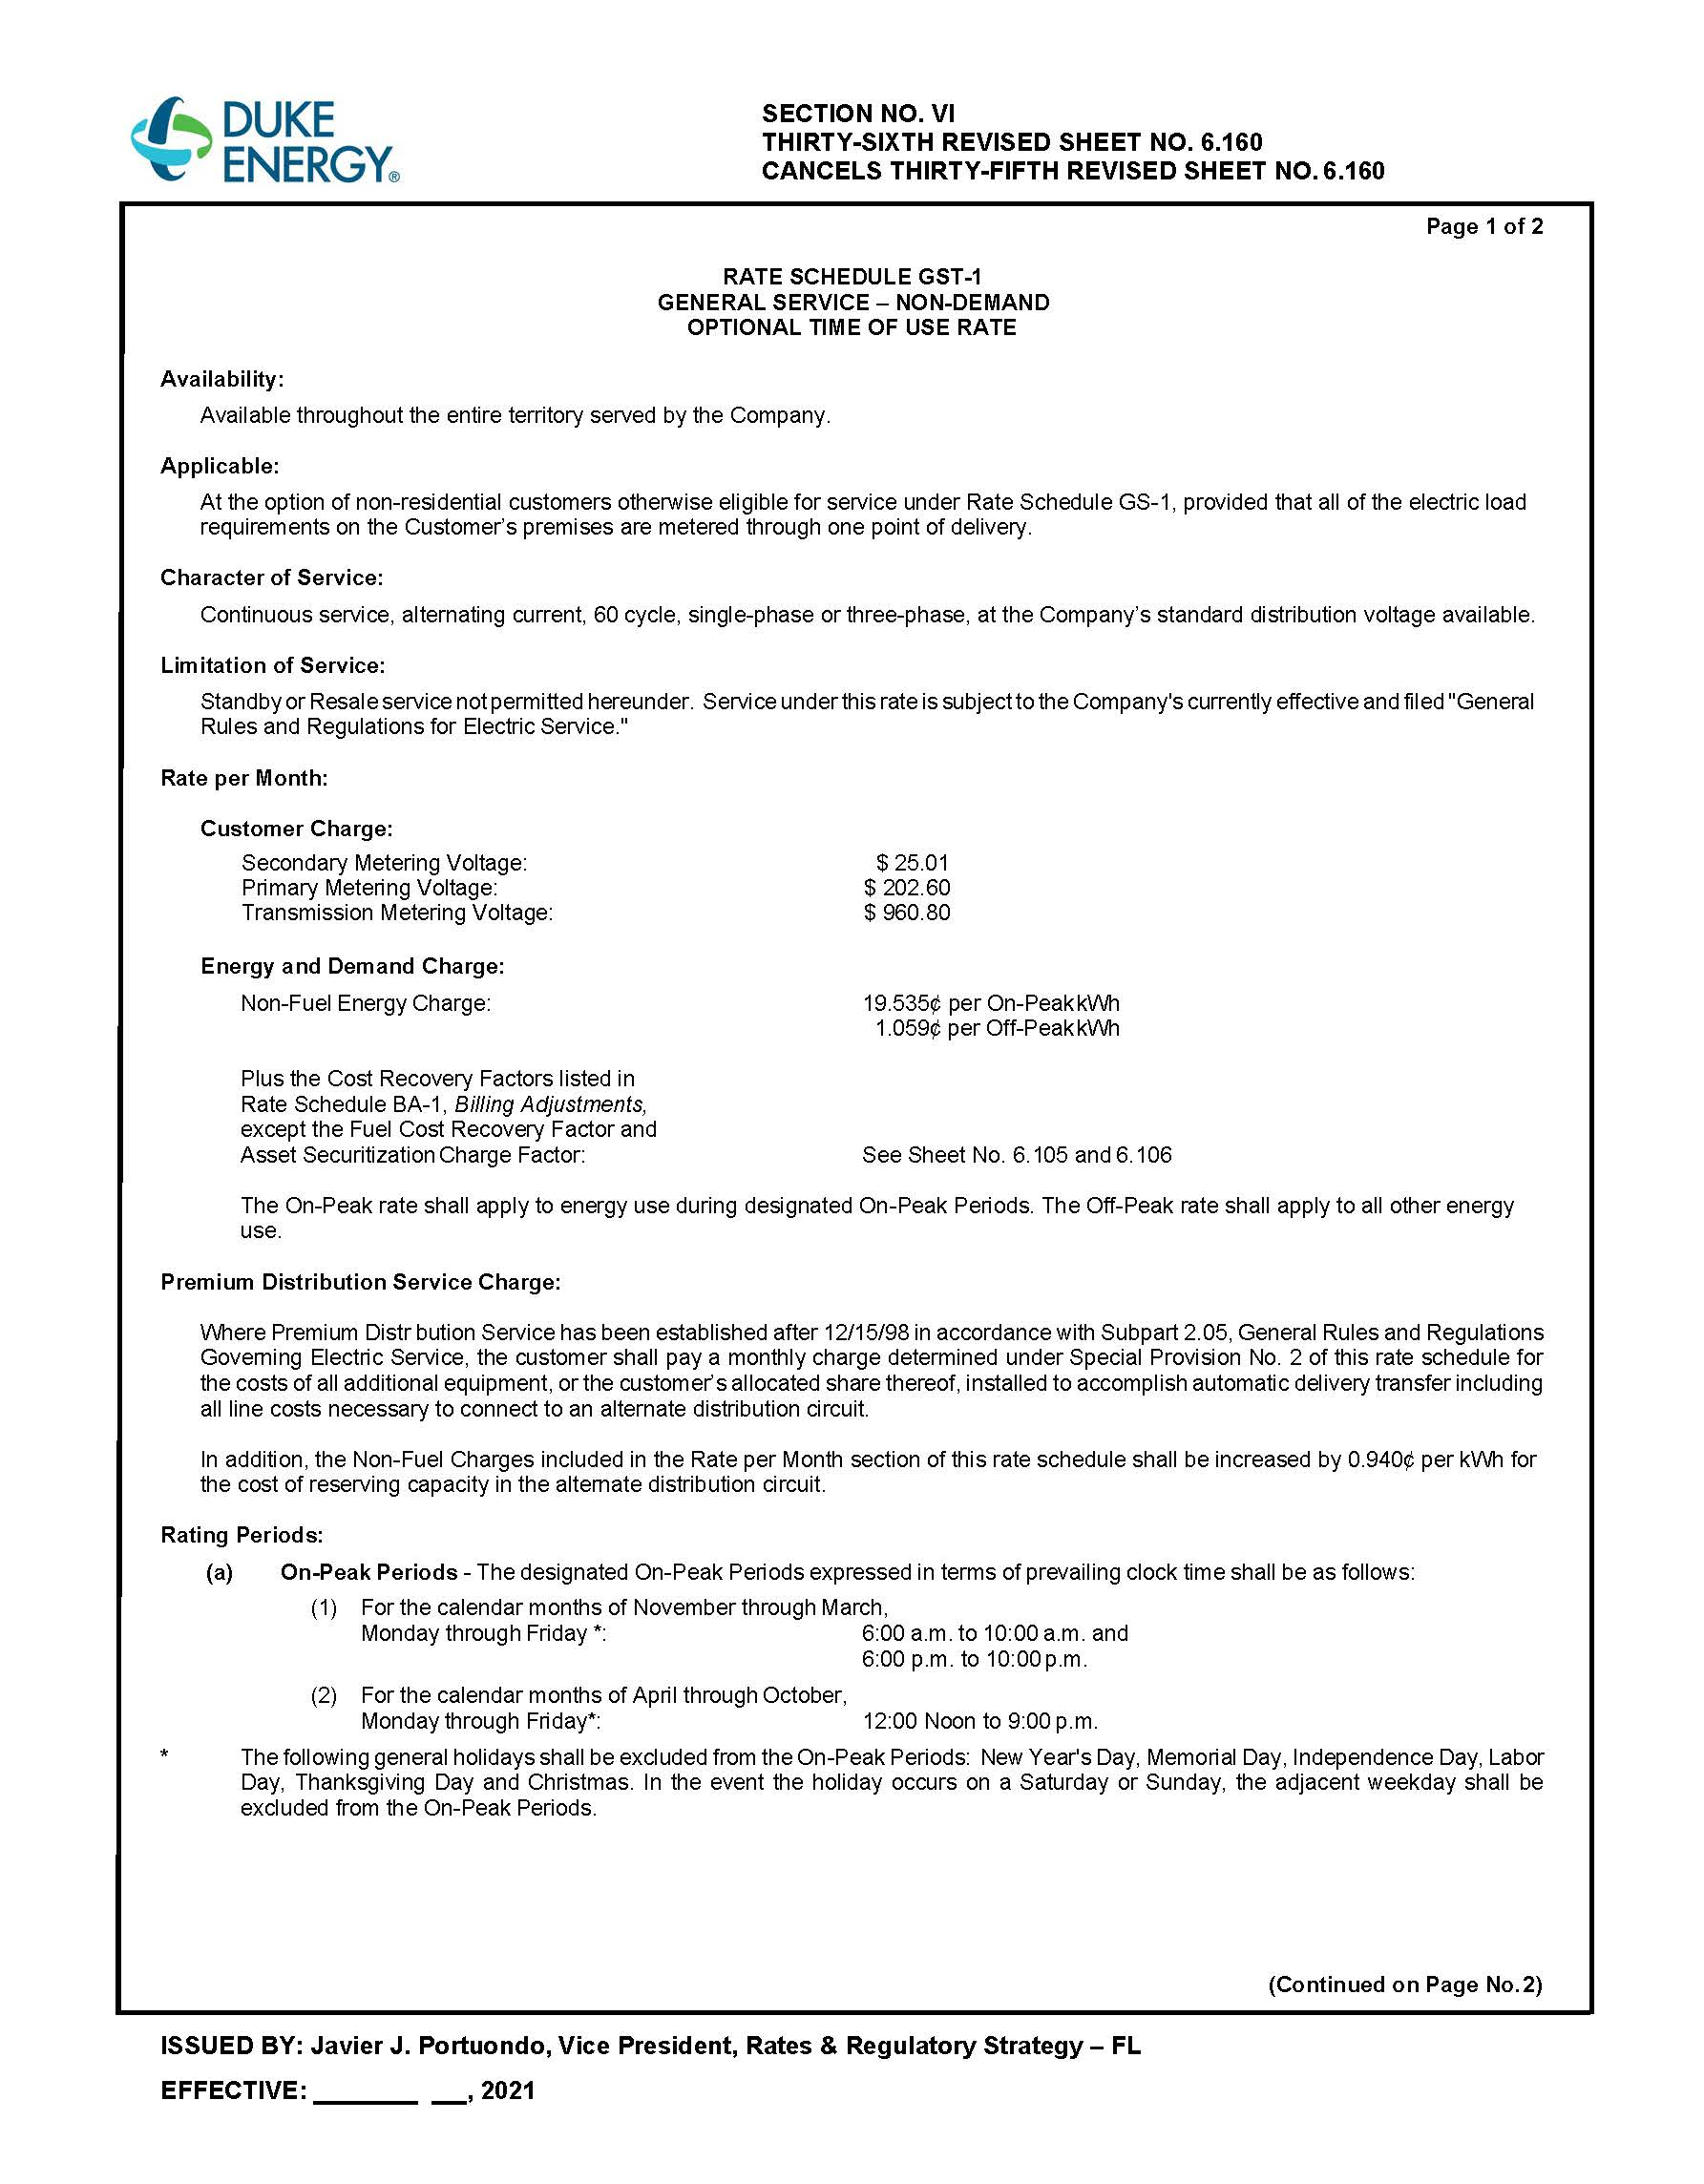 DUKE
ENERGY®
SECTION NO. VI
THIRTY-SIXTH REVISED SHEET NO. 6.160
CANCELS THIRTY-FIFTH REVISED SHEET NO. 6.160
Page 1 of 2
RATE SCHEDULE GST-1
GENERAL SERVICE – NON-DEMAND
OPTIONAL TIME OF USE RATE
Availability:
Available throughout the entire territory served by the Company.
Applicable:
At the option of non-residential customers otherwise eligible for service under Rate Schedule GS-1, provided that all of the electric load
requirements on the Customer’s premises are metered through one point of delivery.
Character of Service:
Continuous service, alternating current, 60 cycle, single-phase or three-phase, at the Company’s standard distribution voltage available.
Limitation of Service:
Standby or Resale service not permitted hereunder. Service under this rate is subject to the Company's currently effective and filed "General
Rules and Regulations for Electric Service."
Rate per Month:
Customer Charge:
Secondary Metering Voltage: $ 25.01
Primary Metering Voltage: $ 202.60
Transmission Metering Voltage: $ 960.80
Energy and Demand Charge:
Non-Fuel Energy Charge: 19.535¢ per On-Peak kWh
1.059¢ per Off-Peak kWh
Plus the Cost Recovery Factors listed in
Rate Schedule BA-1, Billing Adjustments,
except the Fuel Cost Recovery Factor and
Asset Securitization Charge Factor: See Sheet No. 6.105 and 6.106
The On-Peak rate shall apply to energy use during designated On-Peak Periods. The Off-Peak rate shall apply to all other energy
use.
Premium Distribution Service Charge:
Where Premium Distr bution Service has been established after 12/15/98 in accordance with Subpart 2.05, General Rules and Regulations
Governing Electric Service, the customer shall pay a monthly charge determined under Special Provision No. 2 of this rate schedule for
the costs of all additional equipment, or the customer’s allocated share thereof, installed to accomplish automatic delivery transfer including
all line costs necessary to connect to an alternate distribution circuit.
In addition, the Non-Fuel Charges included in the Rate per Month section of this rate schedule shall be increased by 0.940¢ per kWh for
the cost of reserving capacity in the alternate distribution circuit.
Rating Periods:
(a) On-Peak Periods - The designated On-Peak Periods expressed in terms of prevailing clock time shall be as follows:
(1) For the calendar months of November through March,
Monday through Friday *: 6:00 a.m. to 10:00 a.m. and
6:00 p.m. to 10:00 p.m.
(2) For the calendar months of April through October,
Monday through Friday*: 12:00 Noon to 9:00 p.m.
* The following general holidays shall be excluded from the On-Peak Periods: New Year's Day, Memorial Day, Independence Day, Labor
Day, Thanksgiving Day and Christmas. In the event the holiday occurs on a Saturday or Sunday, the adjacent weekday shall be
excluded from the On-Peak Periods.
(Continued on Page No. 2)
ISSUED BY: Javier J. Portuondo, Vice President, Rates & Regulatory Strategy – FL
EFFECTIVE: ________ ___, 2021